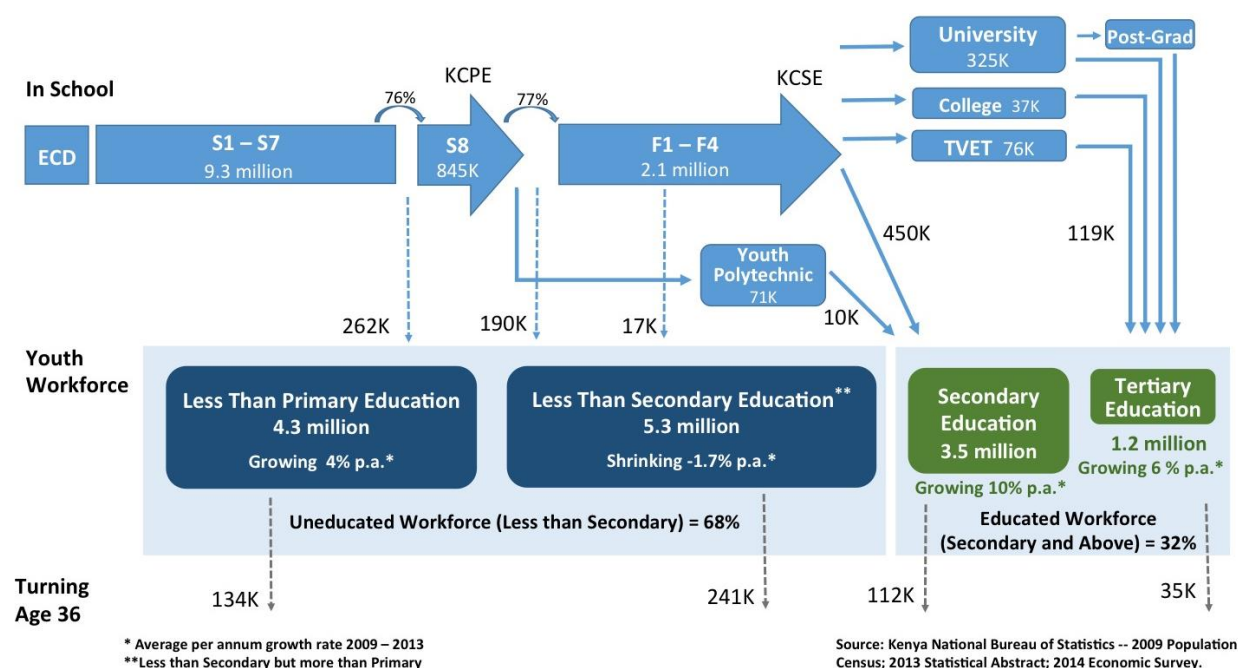 In School
ECD
S1 – S7
9.3 million
76%
KCPE
S8
845K
77%
F1 – F4
2.1 million
KCSE
University
325K
Post-Grad
College 37K
TVET 76K
450K
119K
Youth
Polytechnic
71K
10K
262K
190K
17K
Youth
Workforce
Less Than Primary Education
4.3 million
Growing 4% p.a.*
Less Than Secondary Education**
5.3 million
Shrinking -1.7% p.a.*
Uneducated Workforce (Less than Secondary) = 68%
Secondary
Education
3.5 million
Growing 10% p.a.*
Tertiary
Education
1.2 million
Growing 6 % p.a.*
Educated Workforce
(Secondary and Above) = 32%
Turning
Age 36
134K
241K
112K
35K
* Average per annum growth rate 2009 – 2013
**Less than Secondary but more than Primary
Source: Kenya National Bureau of Statistics -- 2009 Population
Census; 2013 Statistical Abstract; 2014 Economic Survey.